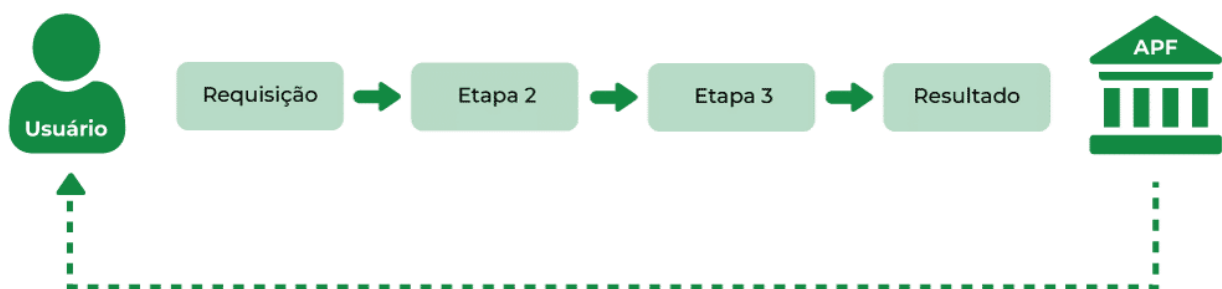 Usuário
Requisição
Etapa 2
Etapa 3
Resultado
APF